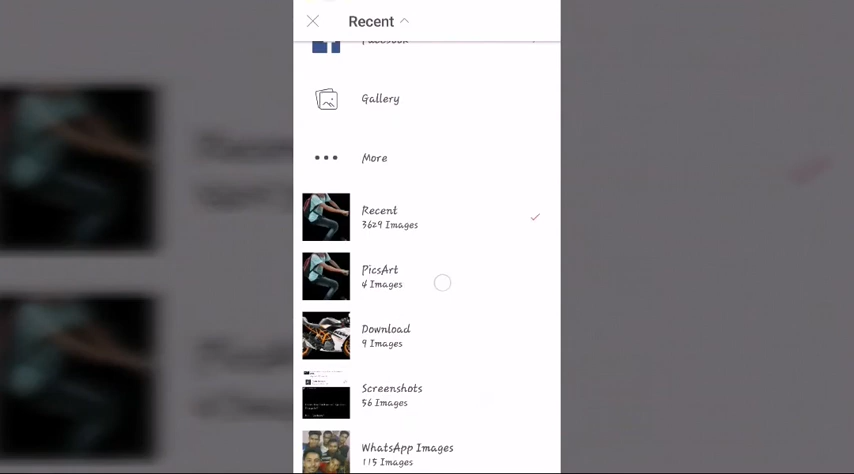 Recent
Facebook
Gallery
More
Recent
3629 Images
PicsArt
4 Images
Download
9 Images
Screenshots
56 Images
WhatsApp Images
115 Images